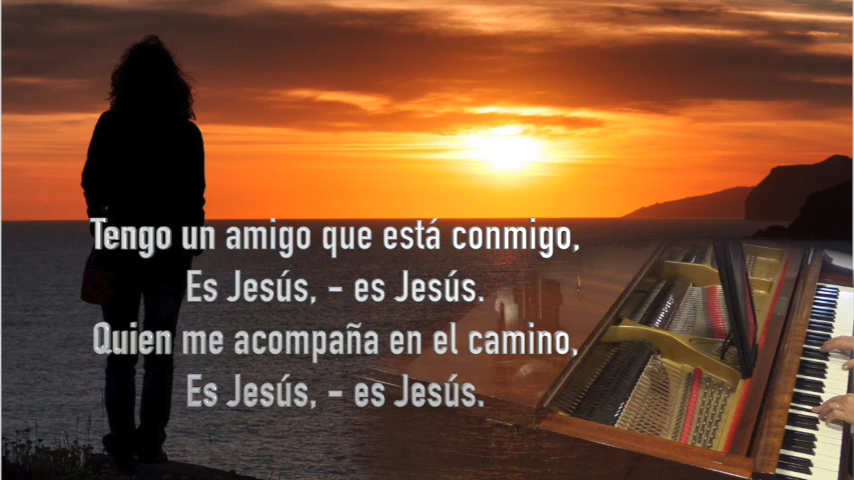 Tengo un amigo que está conmigo,
Es Jesús, - es Jesús.
Quien me acompaña en el camino,
Es Jesús, - es Jesús.